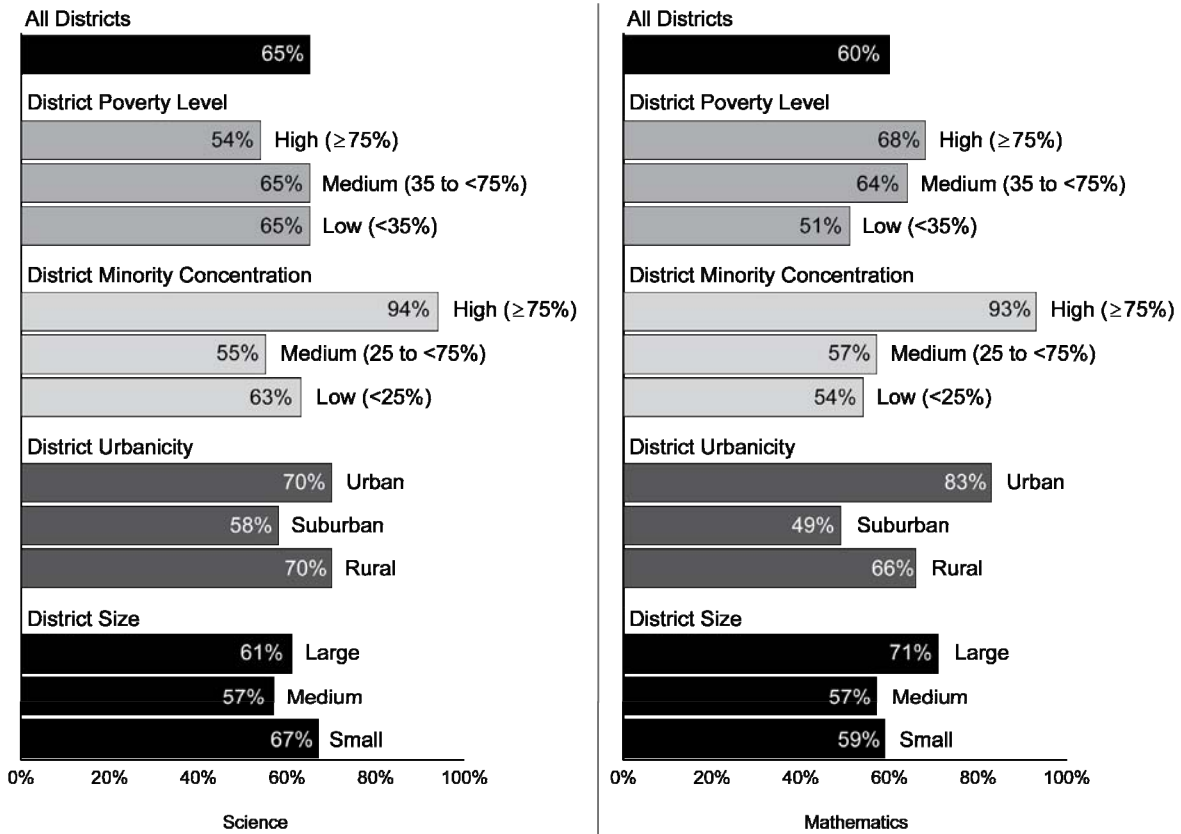 All Districts
65%
District Poverty Level
54% High (≥75%)
65% Medium (35 to <75%)
65% Low (<35%)
District Minority Concentration
94% High (≥75%)
55% Medium (25 to <75%)
63% Low (<25%)
District Urbanicity
70% Urban
58% Suburban
70% Rural
District Size
61% Large
57% Medium
67% Small
0% 20% 40% 60% 80% 100%
Science
All Districts
60%
District Poverty Level
68% High (≥75%)
64% Medium (35 to <75%)
51% Low (<35%)
District Minority Concentration
93% High (≥75%)
57% Medium (25 to <75%)
54% Low (<25%)
District Urbanicity
83% Urban
49% Suburban
66% Rural
District Size
71% Large
57% Medium
59% Small
0% 20% 40% 60% 80% 100%
Mathematics